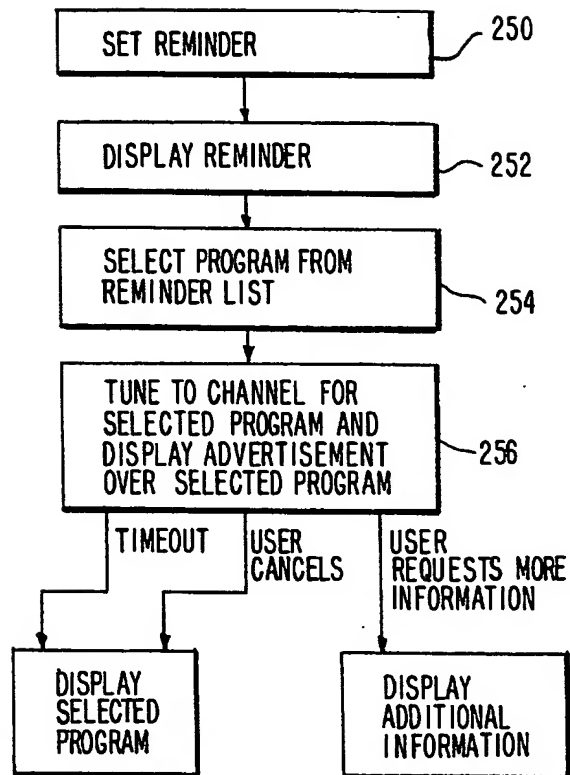 SET REMINDER
250
DISPLAY REMINDER
252
SELECT PROGRAM FROM
REMINDER LIST
254
TUNE TO CHANNEL FOR
SELECTED PROGRAM AND
DISPLAY ADVERTISEMENT
OVER SELECTED PROGRAM
256
TIMEOUT
USER
CANCELS
USER
REQUESTS MORE
INFORMATION
DISPLAY
SELECTED
PROGRAM
DISPLAY
ADDITIONAL
INFORMATION